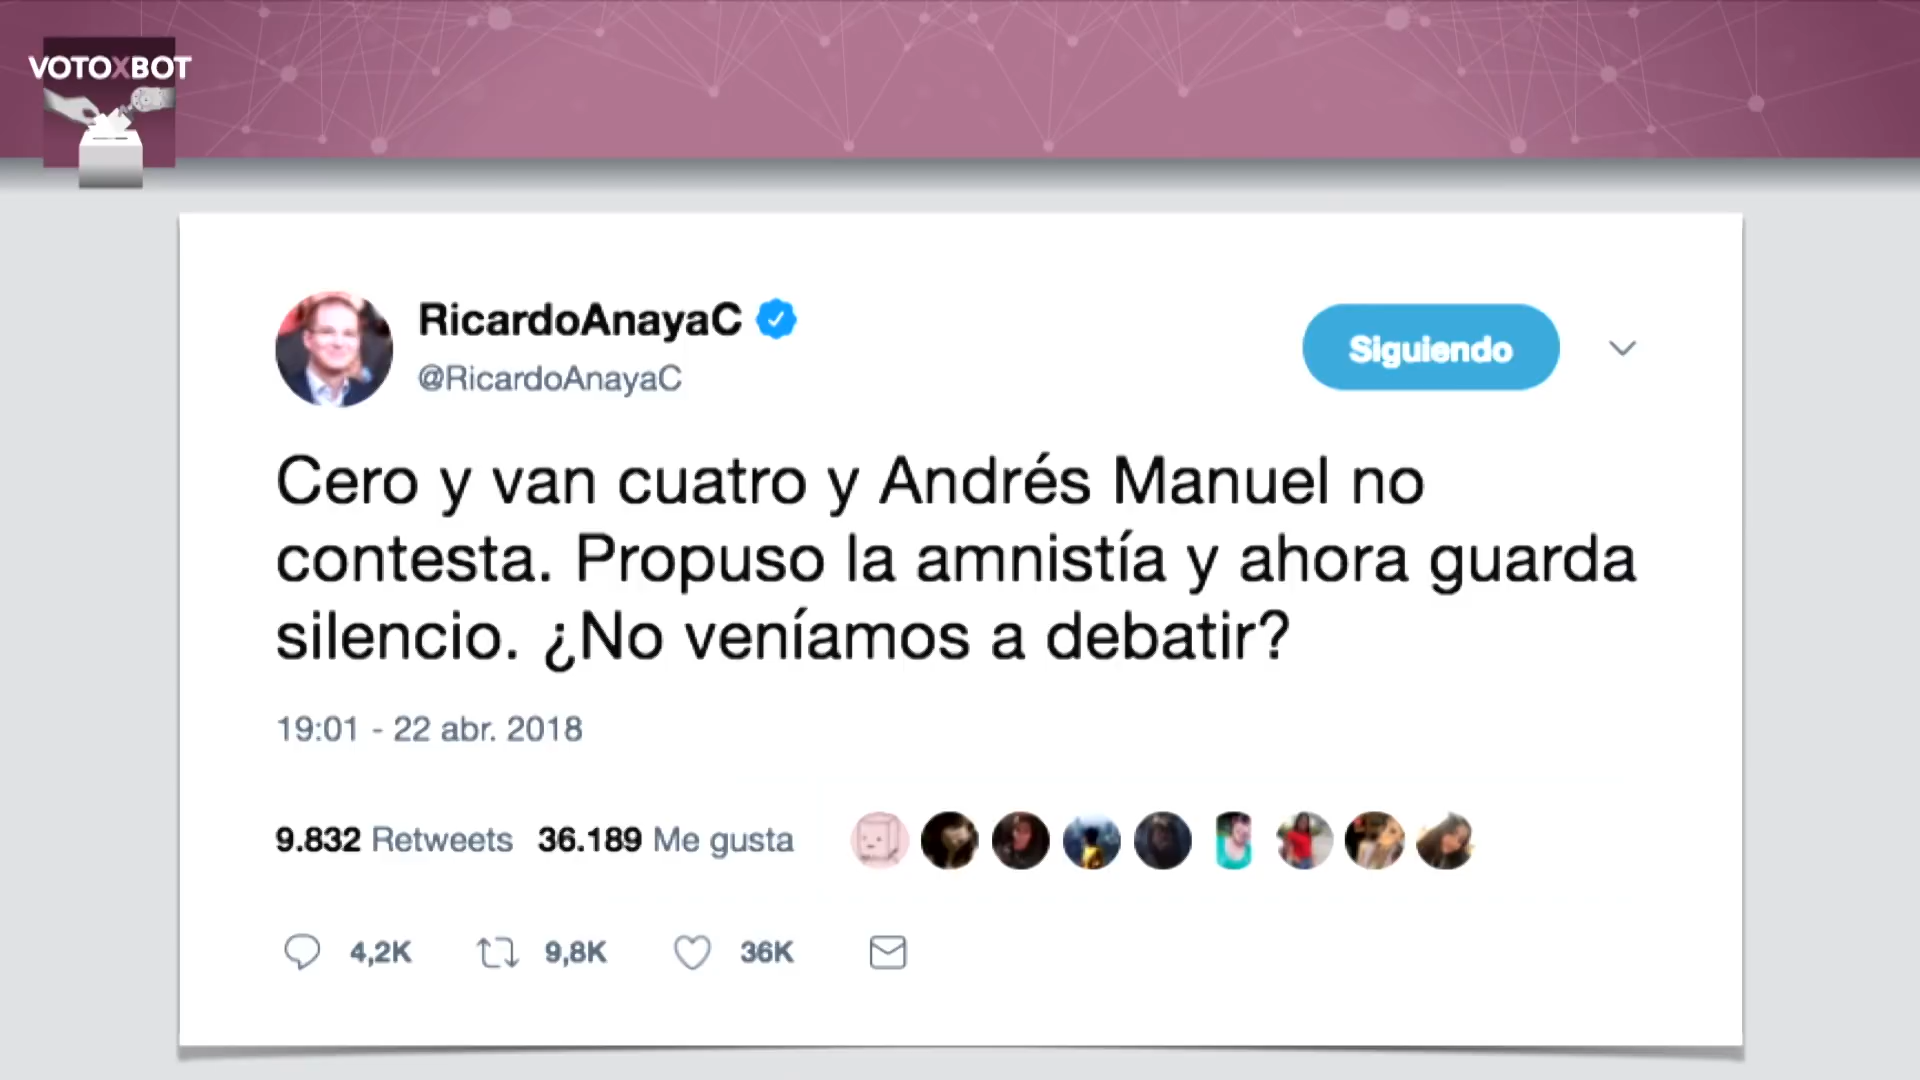 VOTOXBOT
RicardoAnayaC
@RicardoAnayaC
Siguiendo
Cero y van cuatro y Andrés Manuel no
contesta. Propuso la amnistía y ahora guarda
silencio. ¿No veníamos a debatir?
19:01 - 22 abr. 2018
9.832 Retweets 36.189 Me gusta
4,2K 9,8K 36K